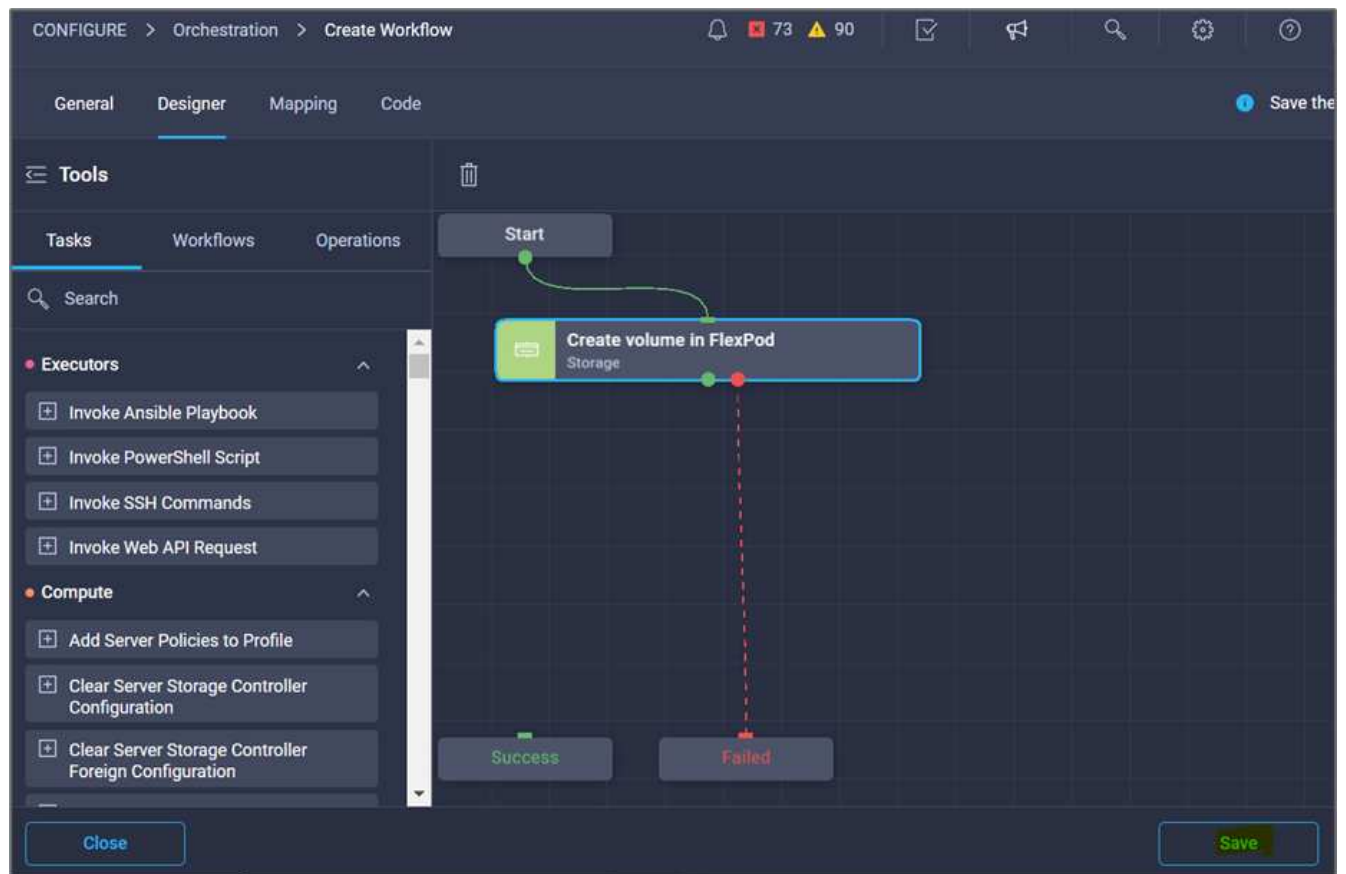 CONFIGURE > Orchestration > Create Workflow
73 90
General Designer Mapping Code
Save the
Tools
Tasks Workflows Operations
Search
Executors
Invoke Ansible Playbook
Invoke PowerShell Script
Invoke SSH Commands
Invoke Web API Request
Compute
Add Server Policies to Profile
Clear Server Storage Controller
Configuration
Clear Server Storage Controller
Foreign Configuration
Start
Create volume in FlexPod
Storage
Success
Failed
Close
Save